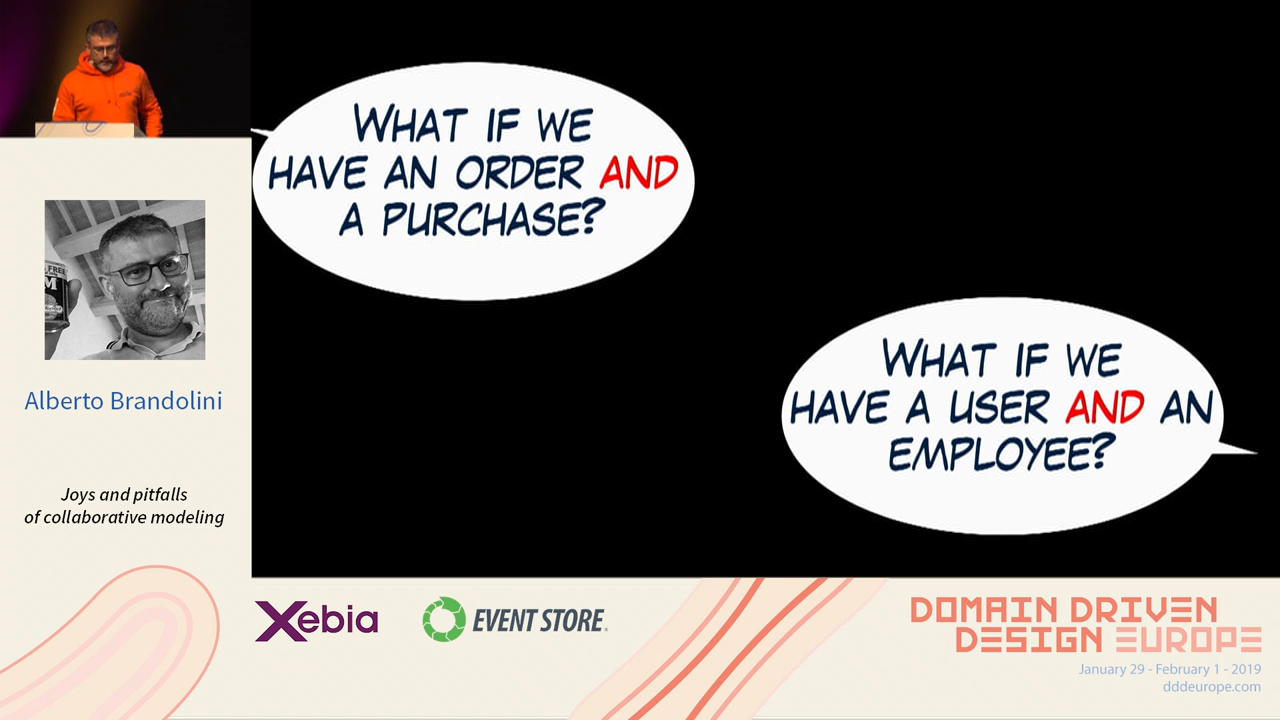 WHAT IF WE
HAVE AN ORDER AND
A PURCHASE?
WHAT IF WE
HAVE A USER AND AN
EMPLOYEE?
FREE
M
Alberto Brandolini
Joys and pitfalls
of collaborative modeling
Xebia
EVENT STORE
DOMAIN DRIVEN
DESIGN EUROPE
January 29 - February 1 - 2019
dddeurope.com